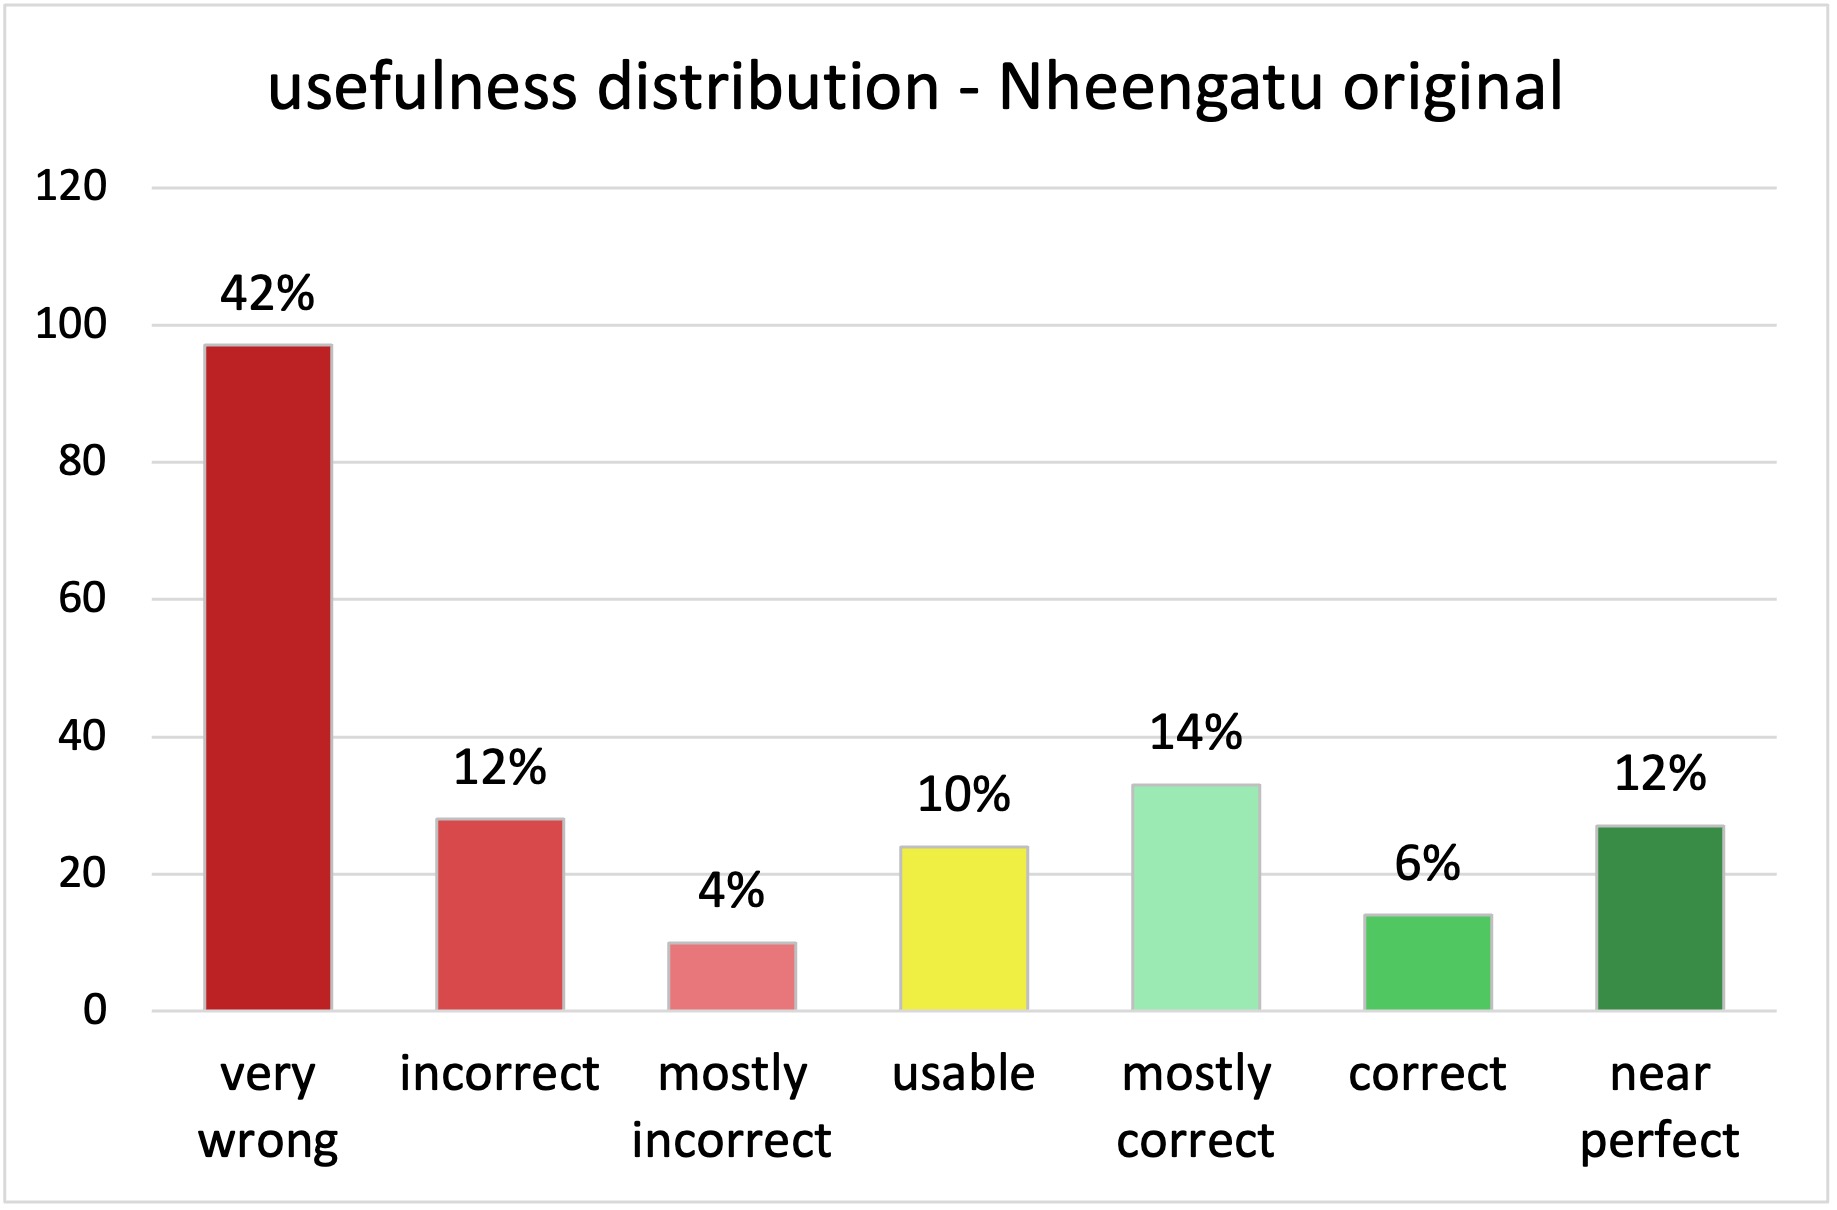 usefulness distribution - Nheengatu original
120
100
80
60
40
20
0
42%
12%
4%
10%
14%
6%
12%
very wrong
incorrect
mostly incorrect
usable
mostly correct
correct
near perfect